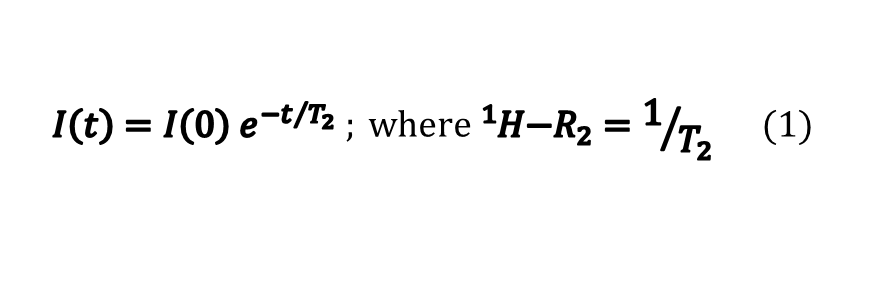 I(t) = I(0) e^{−t/T₂} ; where ¹H−R₂ = 1/T₂ (1)